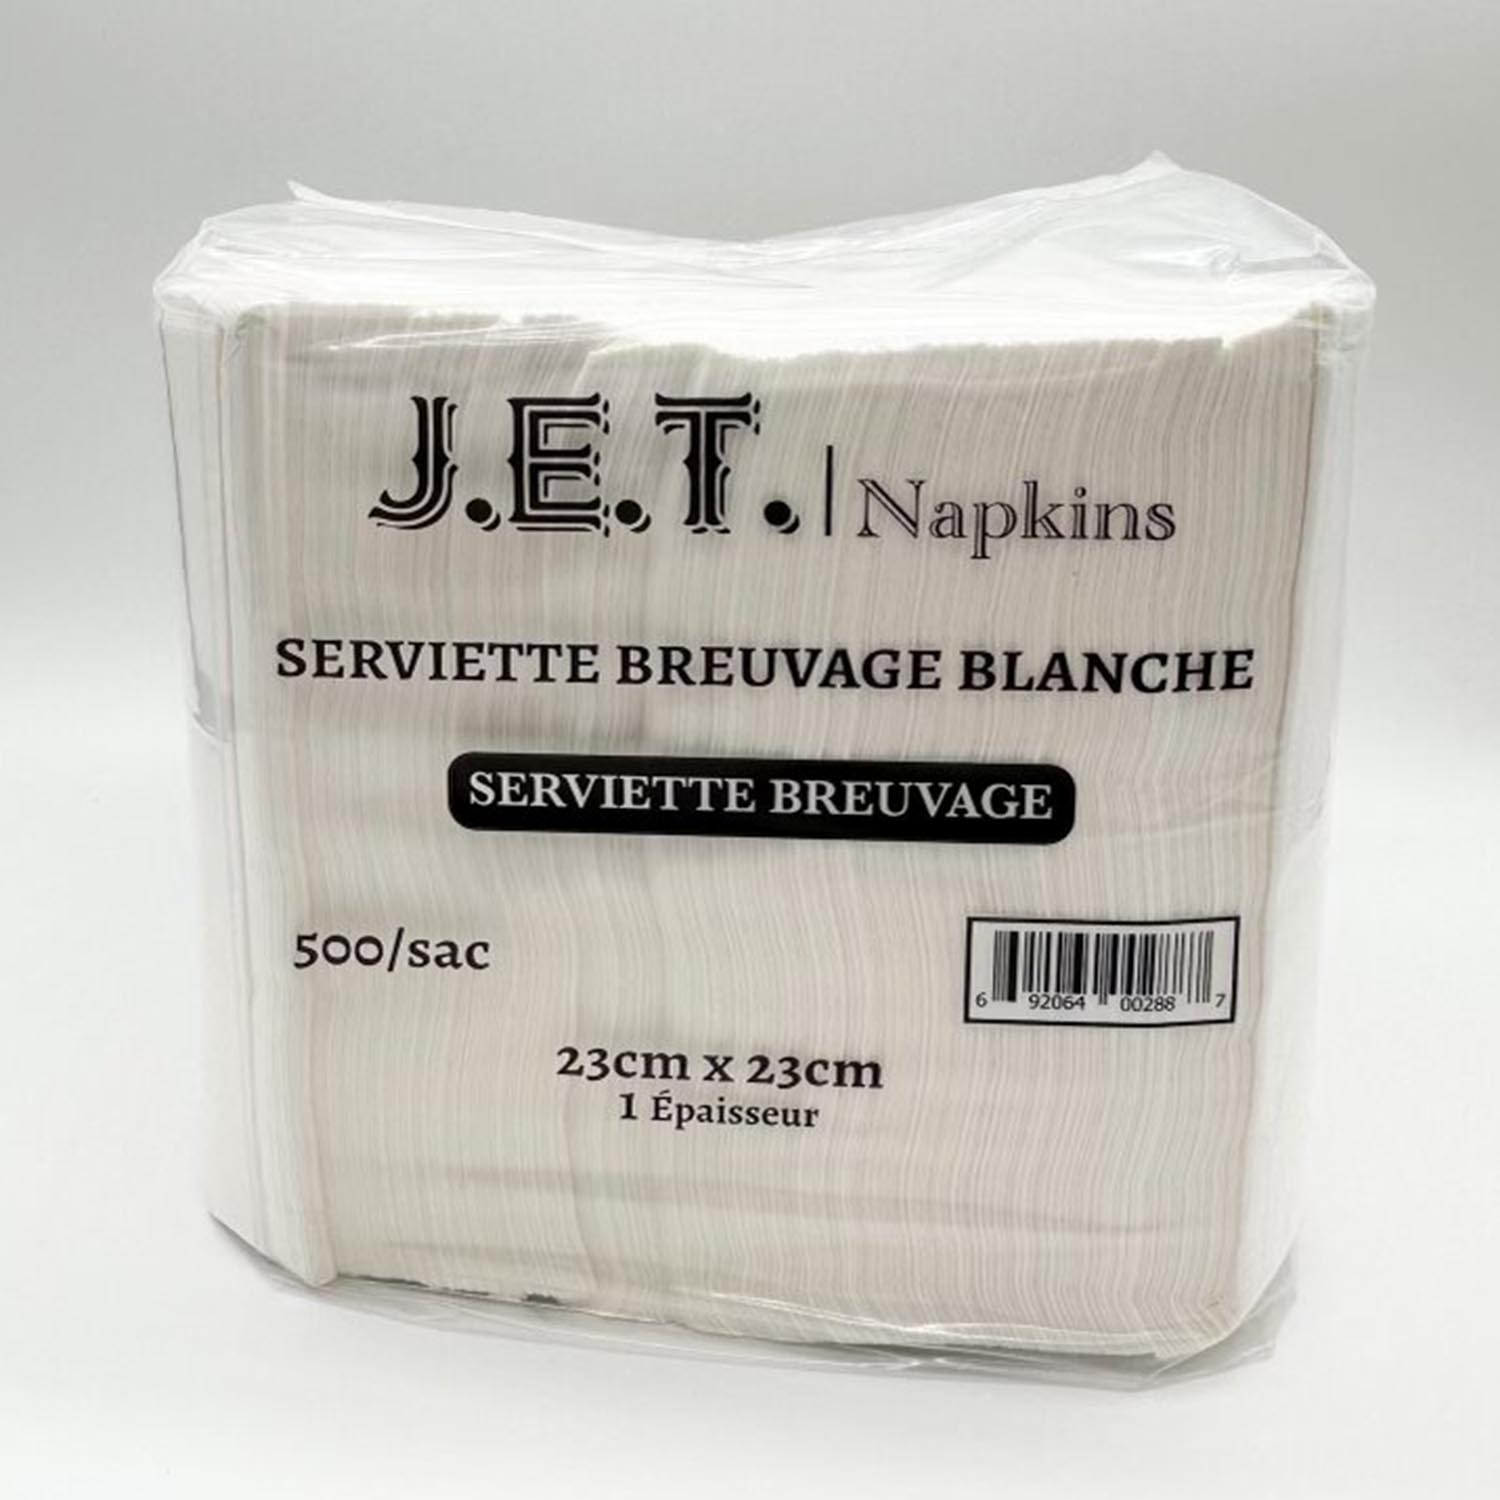 J.E.T. | Napkins
SERVIETTE BREUVAGE BLANCHE
SERVIETTE BREUVAGE
500/sac
6 92064 00288 7
23cm x 23cm
1 Épaisseur